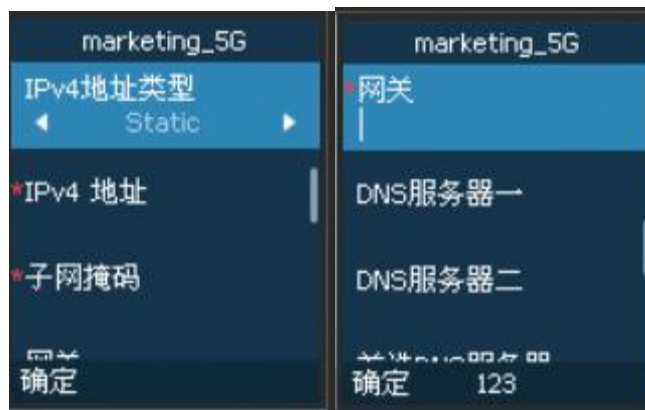 marketing_5G
IPv4地址类型
Static
*IPv4 地址
*子网掩码
网关
确定
marketing_5G
*网关
DNS服务器一
DNS服务器二
确定 123